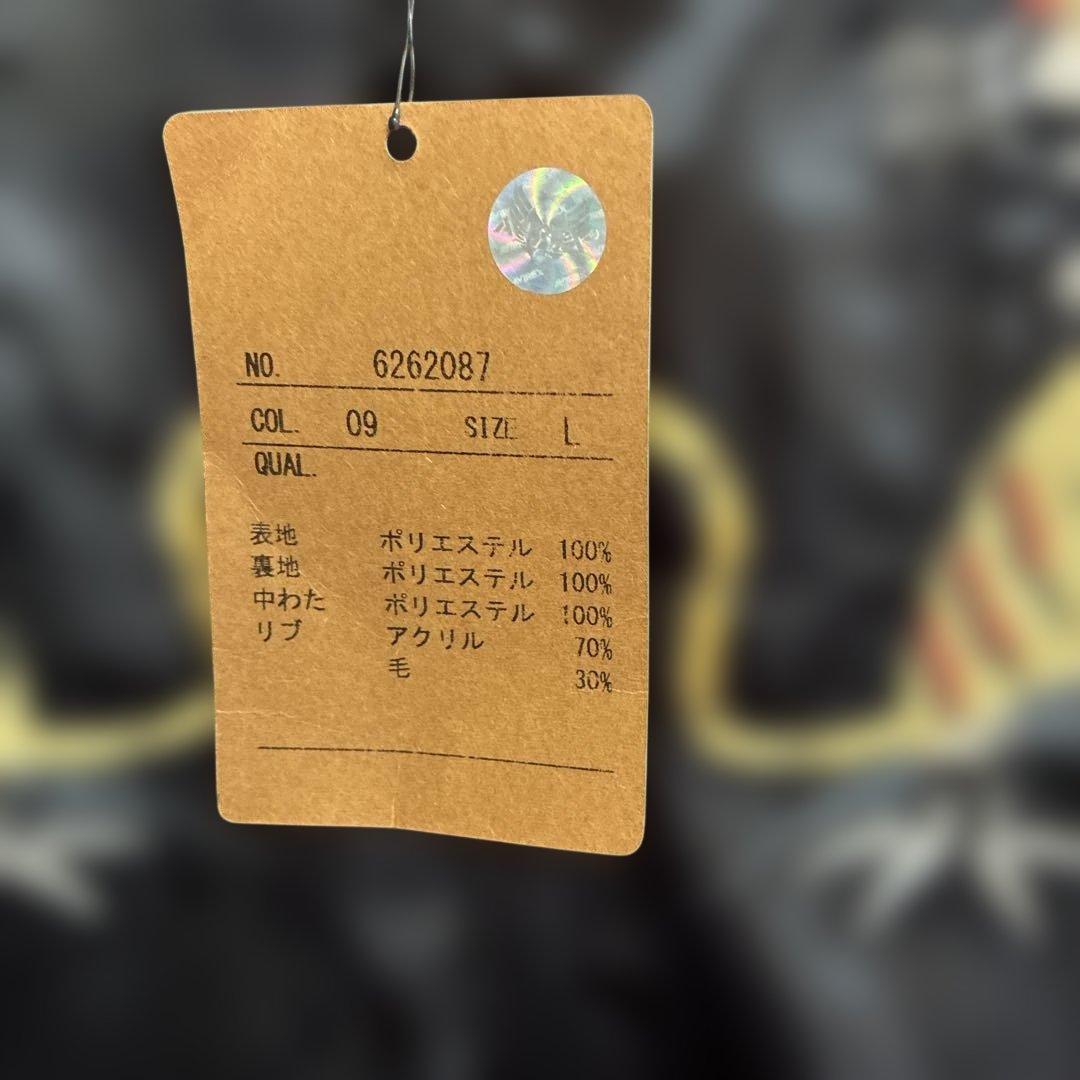 NO. 6262087
COL. 09 SIZE L
QUAL.
表地 ポリエステル 100%
裏地 ポリエステル 100%
中わた ポリエステル 100%
リブ アクリル 70%
毛 30%